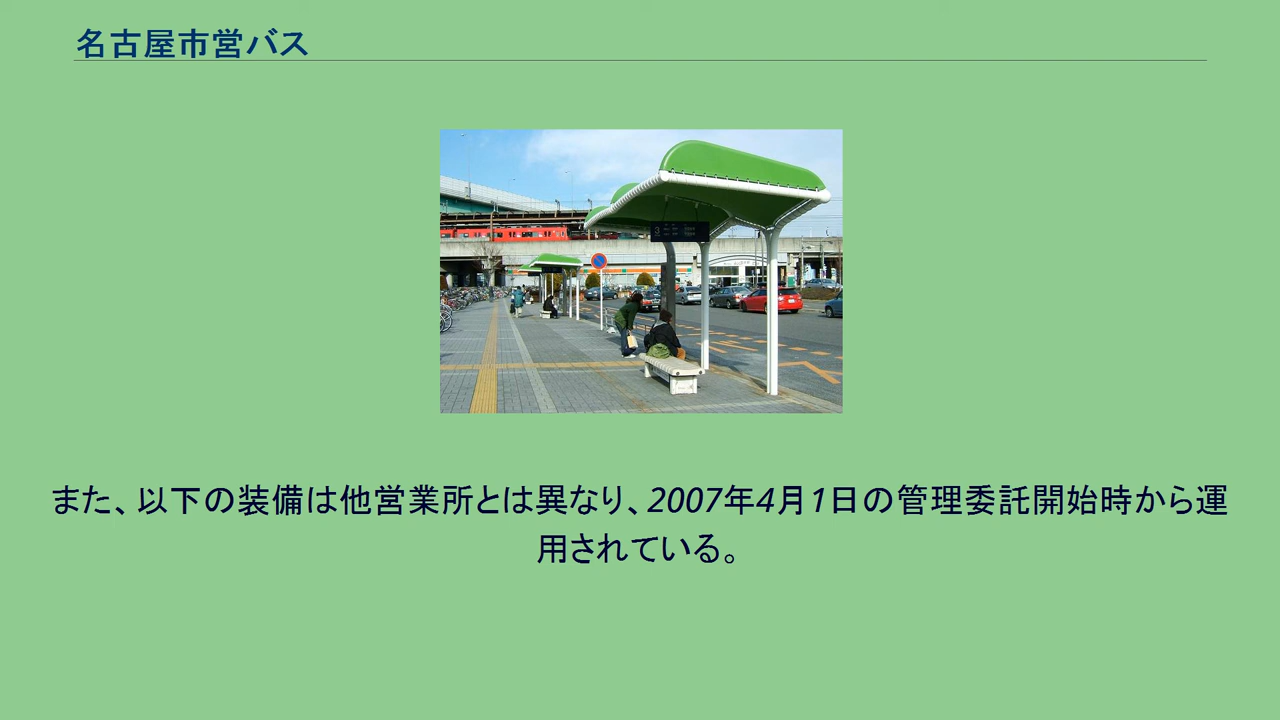 名古屋市営バス
3
また、以下の装備は他営業所とは異なり、2007年4月1日の管理委託開始時から運
用されている。